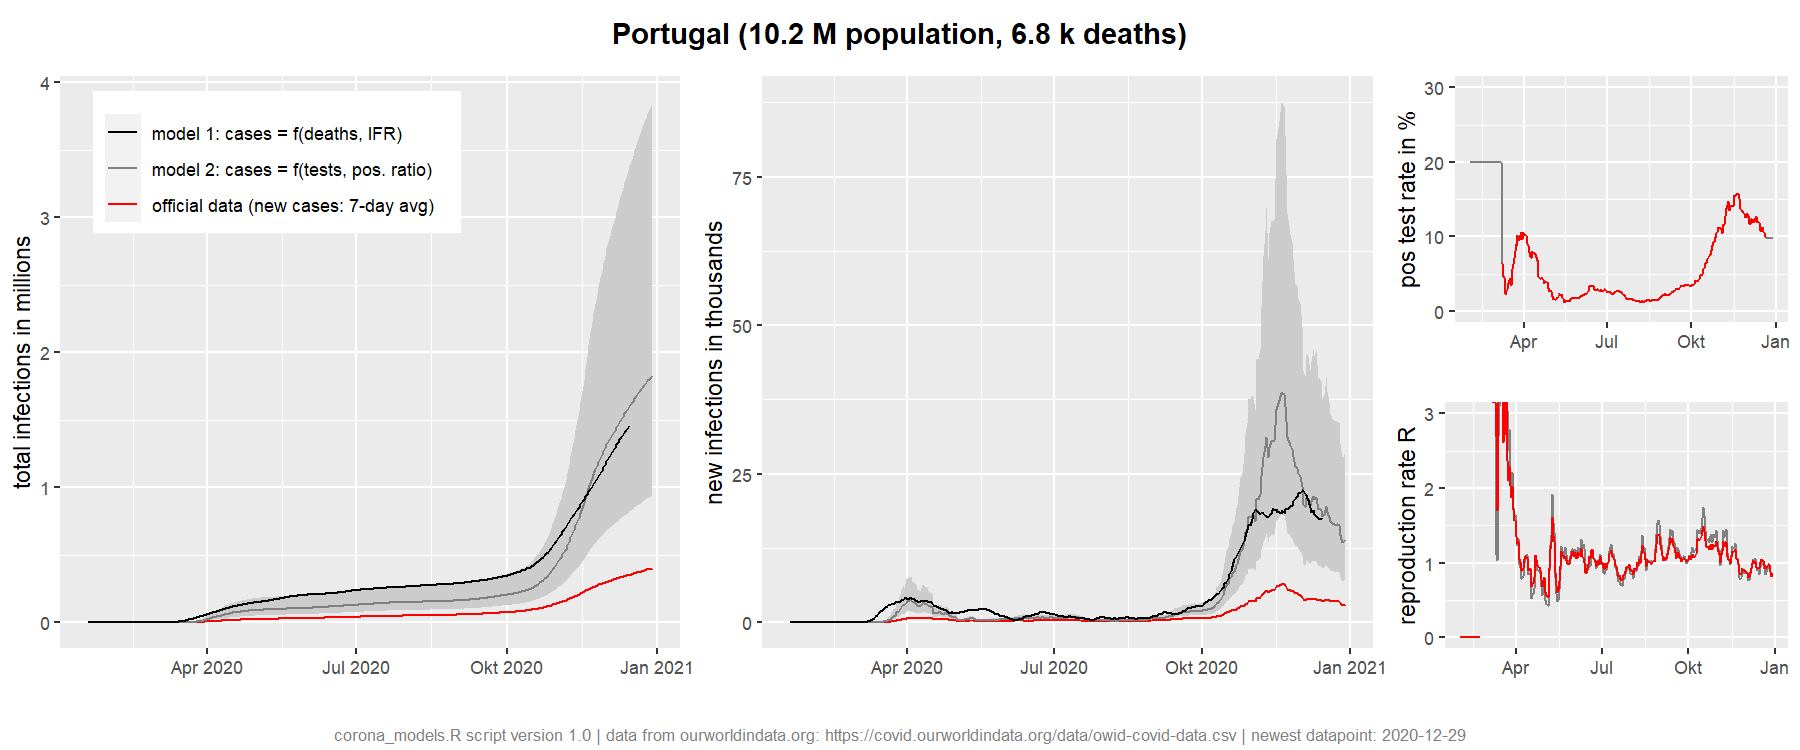 Portugal (10.2 M population, 6.8 k deaths)
total infections in millions
4
3
2
1
0
model 1: cases = f(deaths, IFR)
model 2: cases = f(tests, pos. ratio)
official data (new cases: 7-day avg)
Apr 2020 Jul 2020 Okt 2020 Jan 2021
new infections in thousands
75
50
25
0
Apr 2020 Jul 2020 Okt 2020 Jan 2021
pos test rate in %
30
20
10
0
Apr Jul Okt Jan
reproduction rate R
3
2
1
0
Apr Jul Okt Jan
corona_models.R script version 1.0 | data from ourworldindata.org: https://covid.ourworldindata.org/data/owid-covid-data.csv | newest datapoint: 2020-12-29